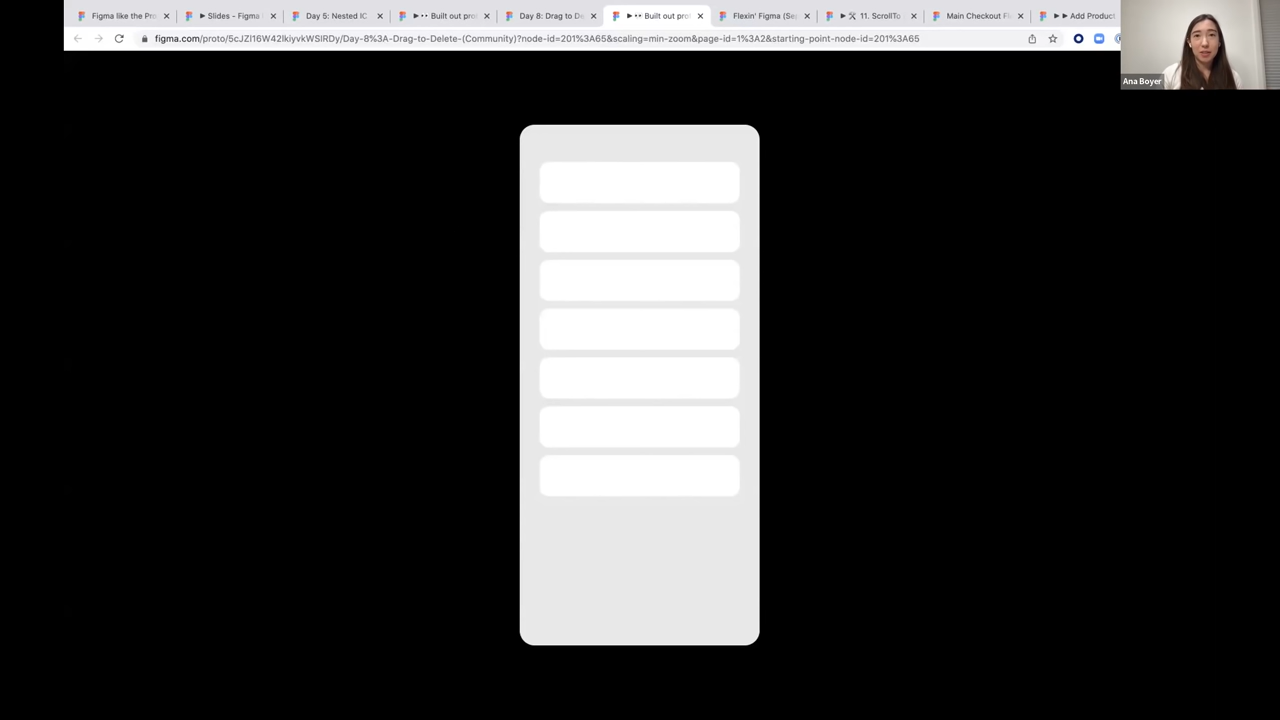 Figma like the Pro
▶ Slides - Figma
Day 5: Nested IC
▶ 👀 Built out pro
Day 8: Drag to De
▶ 👀 Built out pro
Flexin' Figma (Se
▶ 🛠 11. ScrollTo
Main Checkout Fl
▶ ▶ Add Product
figma.com/proto/5cJZl16W42IkiyvkWSlRDy/Day-8%3A-Drag-to-Delete-(Community)?node-id=201%3A65&scaling=min-zoom&page-id=1%3A2&starting-point-node-id=201%3A65
Ana Boyer